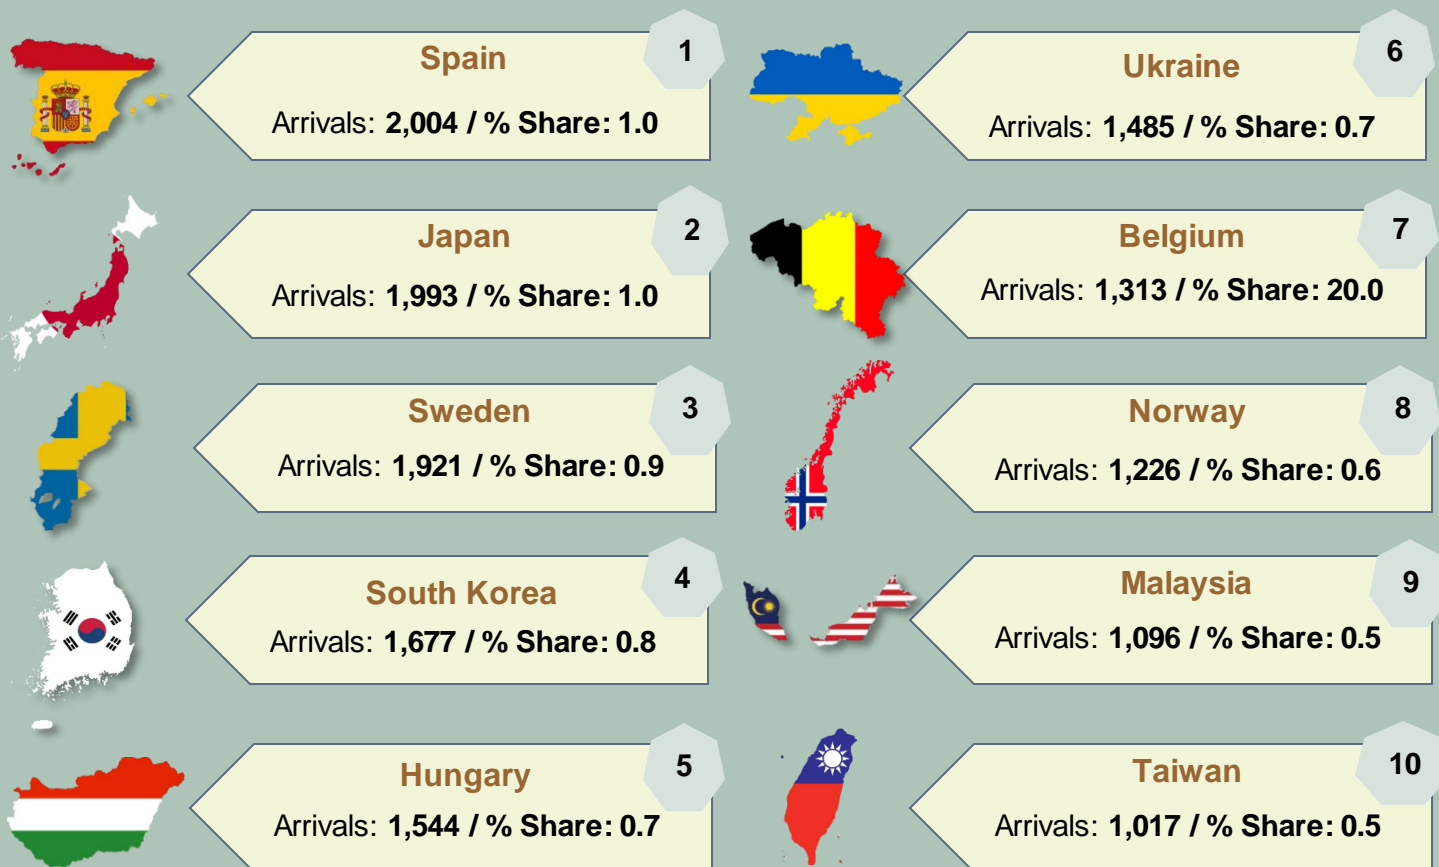 Spain
1
Arrivals: 2,004 / % Share: 1.0
Japan
2
Arrivals: 1,993 / % Share: 1.0
Sweden
3
Arrivals: 1,921 / % Share: 0.9
South Korea
4
Arrivals: 1,677 / % Share: 0.8
Hungary
5
Arrivals: 1,544 / % Share: 0.7
Ukraine
6
Arrivals: 1,485 / % Share: 0.7
Belgium
7
Arrivals: 1,313 / % Share: 20.0
Norway
8
Arrivals: 1,226 / % Share: 0.6
Malaysia
9
Arrivals: 1,096 / % Share: 0.5
Taiwan
10
Arrivals: 1,017 / % Share: 0.5